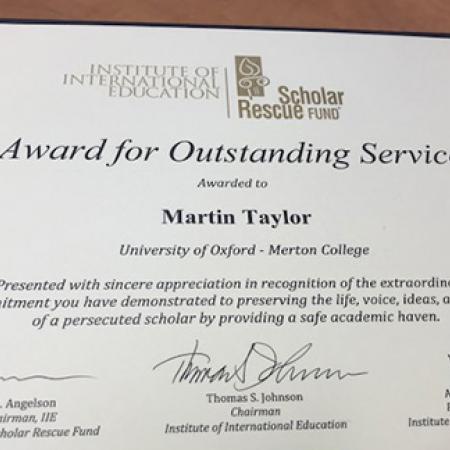 INSTITUTE OF
INTERNATIONAL
EDUCATION
Scholar
Rescue FUND
Award for Outstanding Servic
Awarded to
Martin Taylor
University of Oxford - Merton College
Presented with sincere appreciation in recognition of the extraordin
itment you have demonstrated to preserving the life, voice, ideas, a
of a persecuted scholar by providing a safe academic haven.
. Angelson
airman, IIE
holar Rescue Fund
Thomas S. Johnson
Chairman
Institute of International Education
Institute